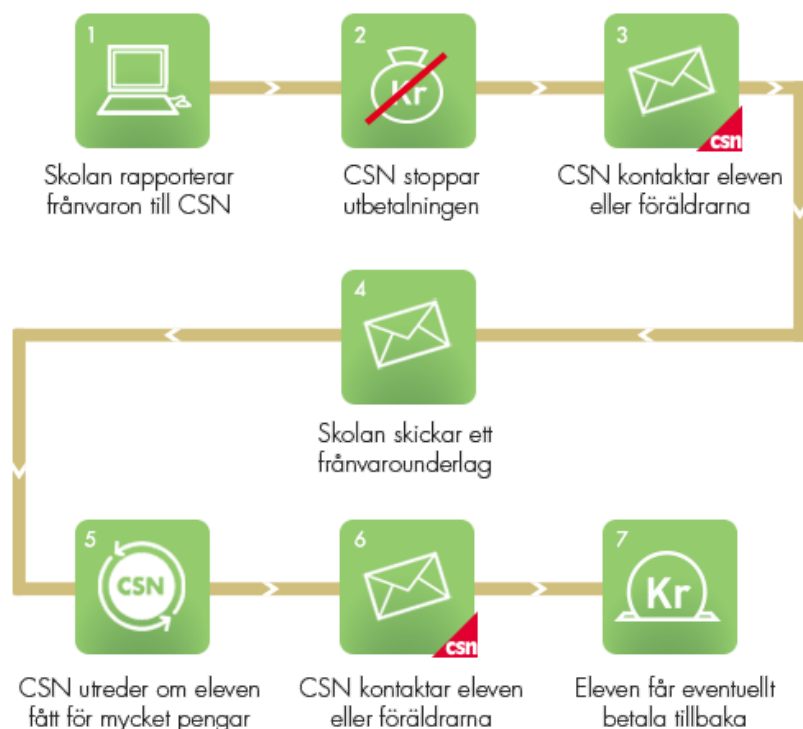 1
Skolan rapporterar
frånvaron till CSN
2
Kr
CSN stoppar
utbetalningen
3
csn
CSN kontaktar eleven
eller föräldrarna
4
Skolan skickar ett
frånvarounderlag
5
CSN
CSN utreder om eleven
fått för mycket pengar
6
csn
CSN kontaktar eleven
eller föräldrarna
7
Kr
Eleven får eventuellt
betala tillbaka